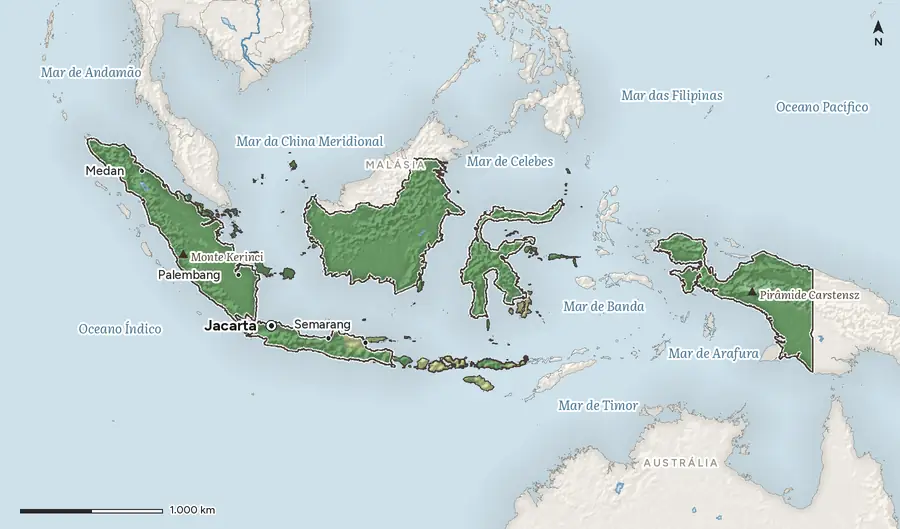 N
Mar de Andamão
Mar das Filipinas
Oceano Pacífico
Mar da China Meridional
MALÁSIA
Mar de Celebes
Medan
Monte Kerinci
Palembang
Pirâmide Carstensz
Mar de Banda
Jacarta
Semarang
Oceano Índico
Mar de Arafura
Mar de Timor
AUSTRÁLIA
1.000 km